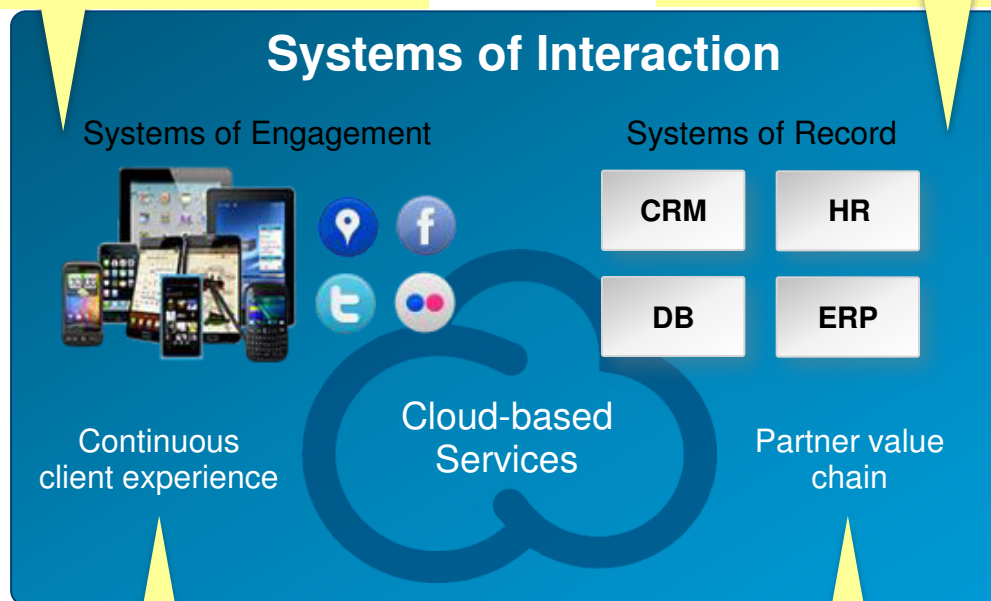 Systems of Interaction
Systems of Engagement
Systems of Record
CRM
HR
DB
ERP
Cloud-based
Services
Continuous
client experience
Partner value
chain